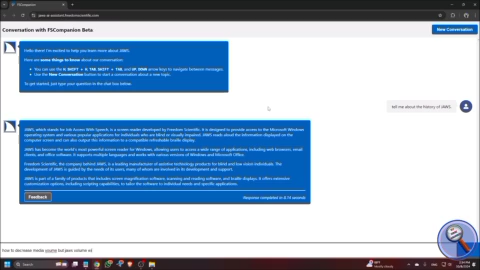 FSCompanion
Conversation with FSCompanion Beta
New Conversation
Hello there! I'm excited to help you learn more about JAWS.
Here are some things to know about our conversation:
Use the New Conversation button to start a conversation about a new topic.
To get started, just type your question in the chat box below.
tell me about the history of JAWS.
JAWS, which stands for Job Access With Speech, is a screen reader developed by Freedom Scientific. It is designed to provide access to the Microsoft Windows
operating system and various popular applications for individuals who are blind or visually impaired. JAWS reads aloud the information displayed on the
computer screen and can also output this information to a compatible refreshable braille display.
JAWS has become the world's most powerful screen reader for Windows, allowing users to access a wide range of applications, including web browsers, email
clients, and office software. It supports multiple languages and works with various versions of Windows and Microsoft Office.
Freedom Scientific, the company behind JAWS, is a leading manufacturer of assistive technology products for blind and low vision individuals. The
development of JAWS is guided by the needs of its users, many of whom are involved in its development and support.
JAWS is part of a family of products that includes screen magnification software, scanning and reading software, and braille displays. It offers extensive
customization options, including scripting capabilities, to tailor the software to individual needs and specific applications.
Feedback
Response completed in 8.74 seconds
Search